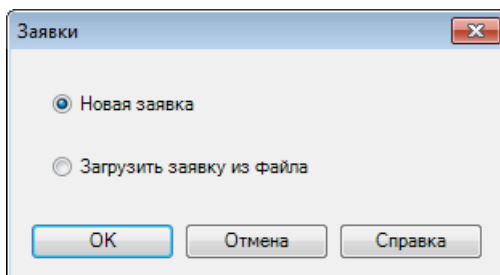 Заявки
Новая заявка
Загрузить заявку из файла
OK
Отмена
Справка